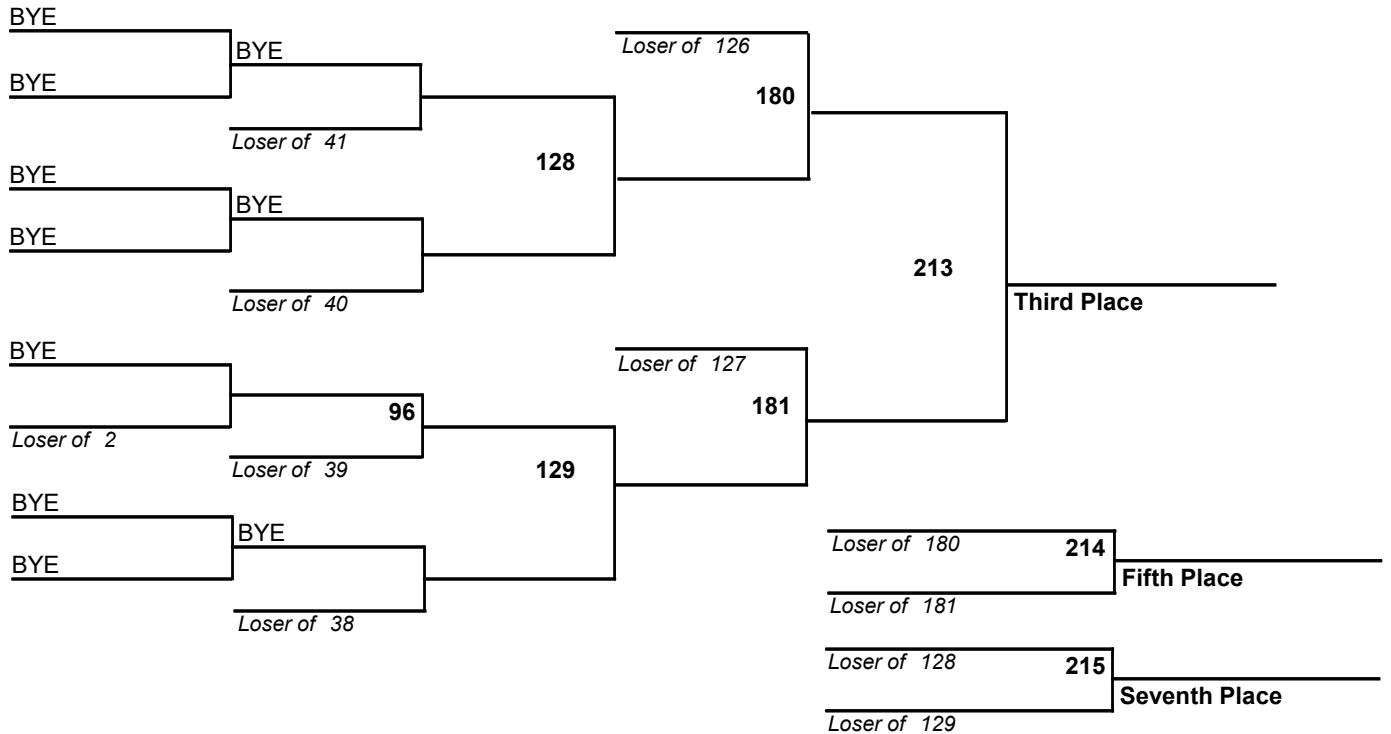 BYE
Loser of 126
BYE
180
BYE
Loser of 41
128
BYE
BYE
BYE
213
Loser of 40
Third Place
BYE
Loser of 127
96
181
Loser of 2
Loser of 39
129
BYE
BYE
Loser of 180
214
BYE
Fifth Place
Loser of 181
Loser of 38
Loser of 128
215
Seventh Place
Loser of 129